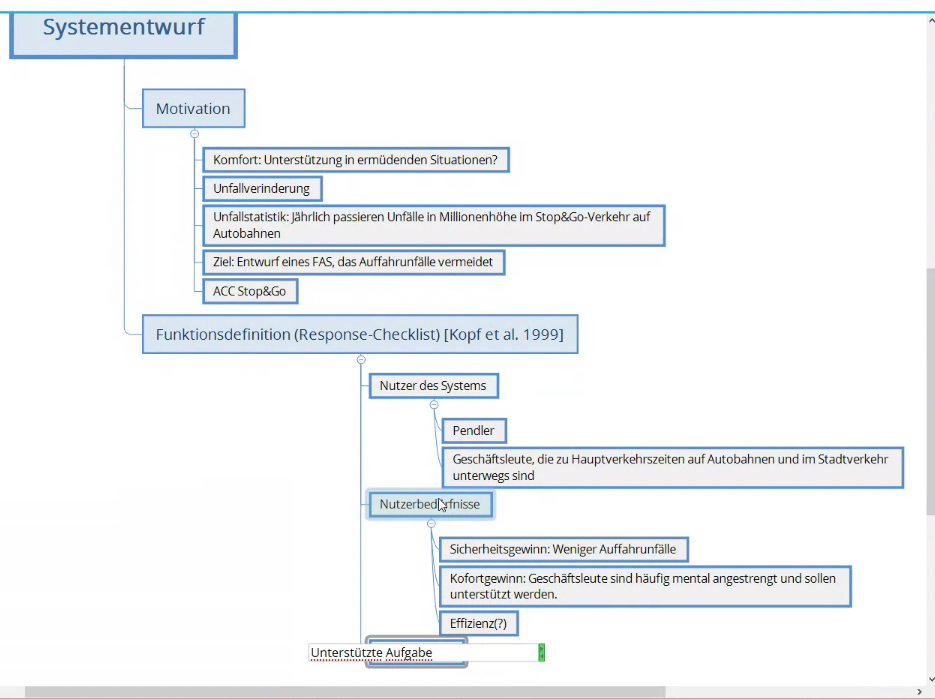 Systementwurf
Motivation
Komfort: Unterstützung in ermüdenden Situationen?
Unfallverinderung
Unfallstatistik: Jährlich passieren Unfälle in Millionenhöhe im Stop&Go-Verkehr auf
Autobahnen
Ziel: Entwurf eines FAS, das Auffahrunfälle vermeidet
ACC Stop&Go
Funktionsdefinition (Response-Checklist) [Kopf et al. 1999]
Nutzer des Systems
Pendler
Geschäftsleute, die zu Hauptverkehrszeiten auf Autobahnen und im Stadtverkehr
unterwegs sind
Nutzerbedürfnisse
Sicherheitsgewinn: Weniger Auffahrunfälle
Kofortgewinn: Geschäftsleute sind häufig mental angestrengt und sollen
unterstützt werden.
Effizienz(?)
Unterstützte Aufgabe